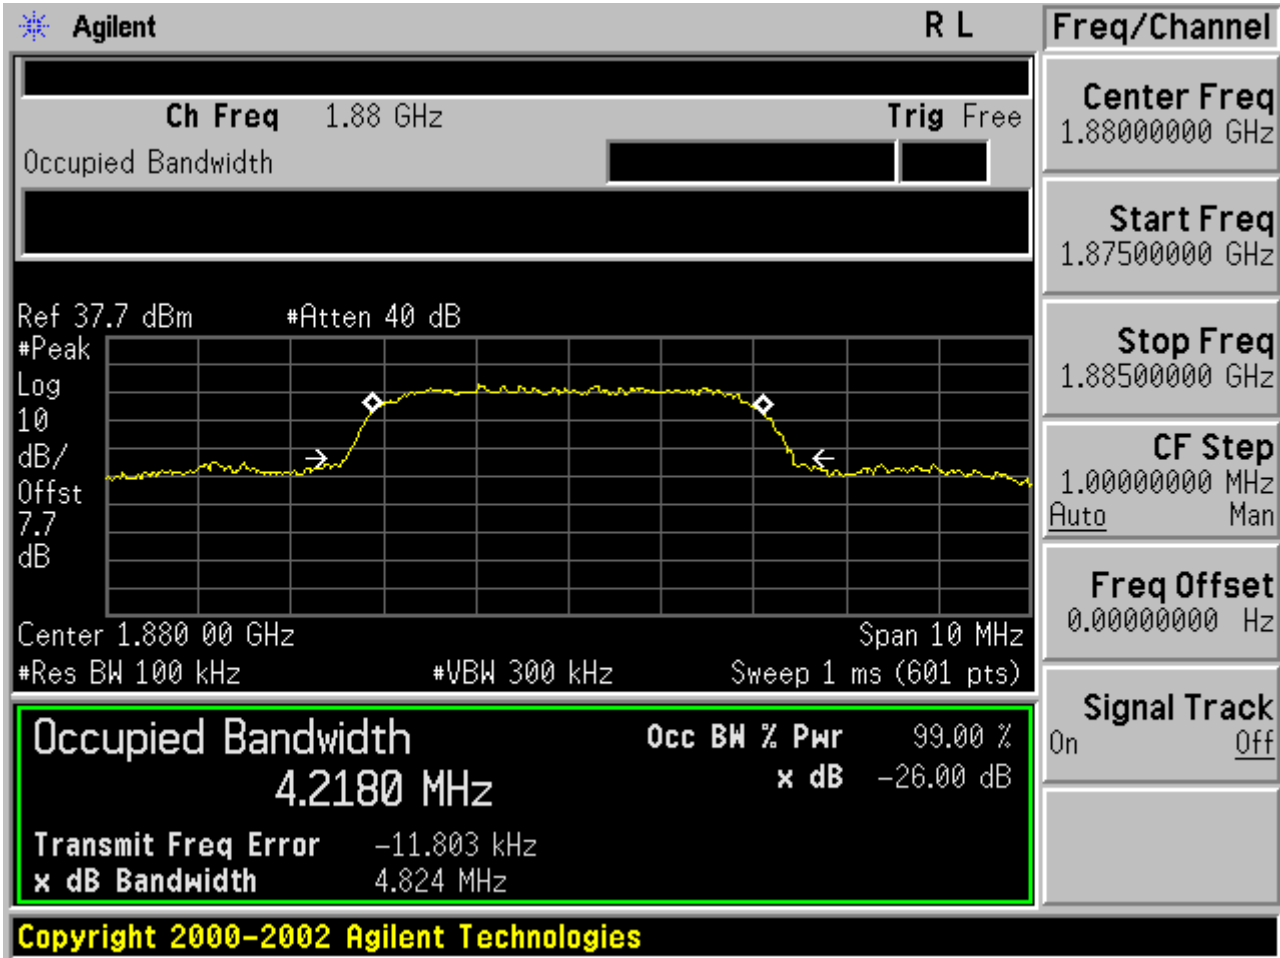 Agilent R L
Ch Freq 1.88 GHz Trig Free
Occupied Bandwidth
Ref 37.7 dBm #Atten 40 dB
#Peak
Log
10
dB/
Offst
7.7
dB
Center 1.880 00 GHz Span 10 MHz
#Res BW 100 kHz #VBW 300 kHz Sweep 1 ms (601 pts)
Occupied Bandwidth
4.2180 MHz
Occ BW % Pwr 99.00 %
x dB -26.00 dB
Transmit Freq Error -11.803 kHz
x dB Bandwidth 4.824 MHz
Copyright 2000-2002 Agilent Technologies
Freq/Channel
Center Freq
1.88000000 GHz
Start Freq
1.87500000 GHz
Stop Freq
1.88500000 GHz
CF Step
1.00000000 MHz
Auto Man
Freq Offset
0.00000000 Hz
Signal Track
On Off